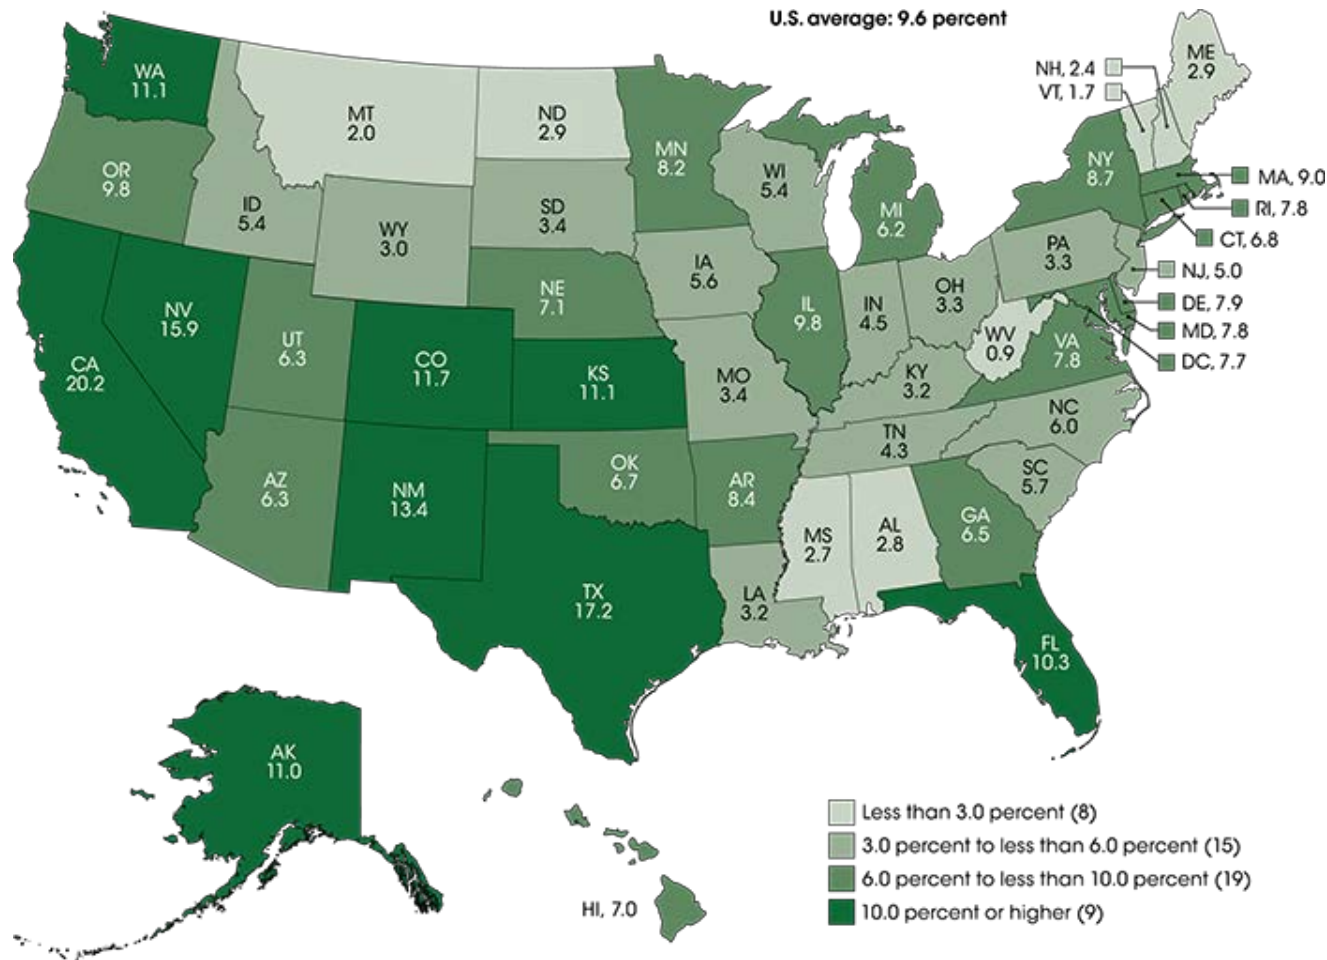 U.S. average: 9.6 percent
WA
11.1
OR
9.8
CA
20.2
NV
15.9
ID
5.4
MT
2.0
WY
3.0
UT
6.3
AZ
6.3
CO
11.7
NM
13.4
ND
2.9
SD
3.4
NE
7.1
KS
11.1
OK
6.7
TX
17.2
MN
8.2
IA
5.6
MO
3.4
AR
8.4
LA
3.2
WI
5.4
IL
9.8
MI
6.2
IN
4.5
OH
3.3
KY
3.2
TN
4.3
MS
2.7
AL
2.8
GA
6.5
FL
10.3
SC
5.7
NC
6.0
VA
7.8
WV
0.9
PA
3.3
NY
8.7
ME
2.9
NH, 2.4
VT, 1.7
MA, 9.0
RI, 7.8
CT, 6.8
NJ, 5.0
DE, 7.9
MD, 7.8
DC, 7.7
AK
11.0
HI, 7.0
Less than 3.0 percent (8)
3.0 percent to less than 6.0 percent (15)
6.0 percent to less than 10.0 percent (19)
10.0 percent or higher (9)